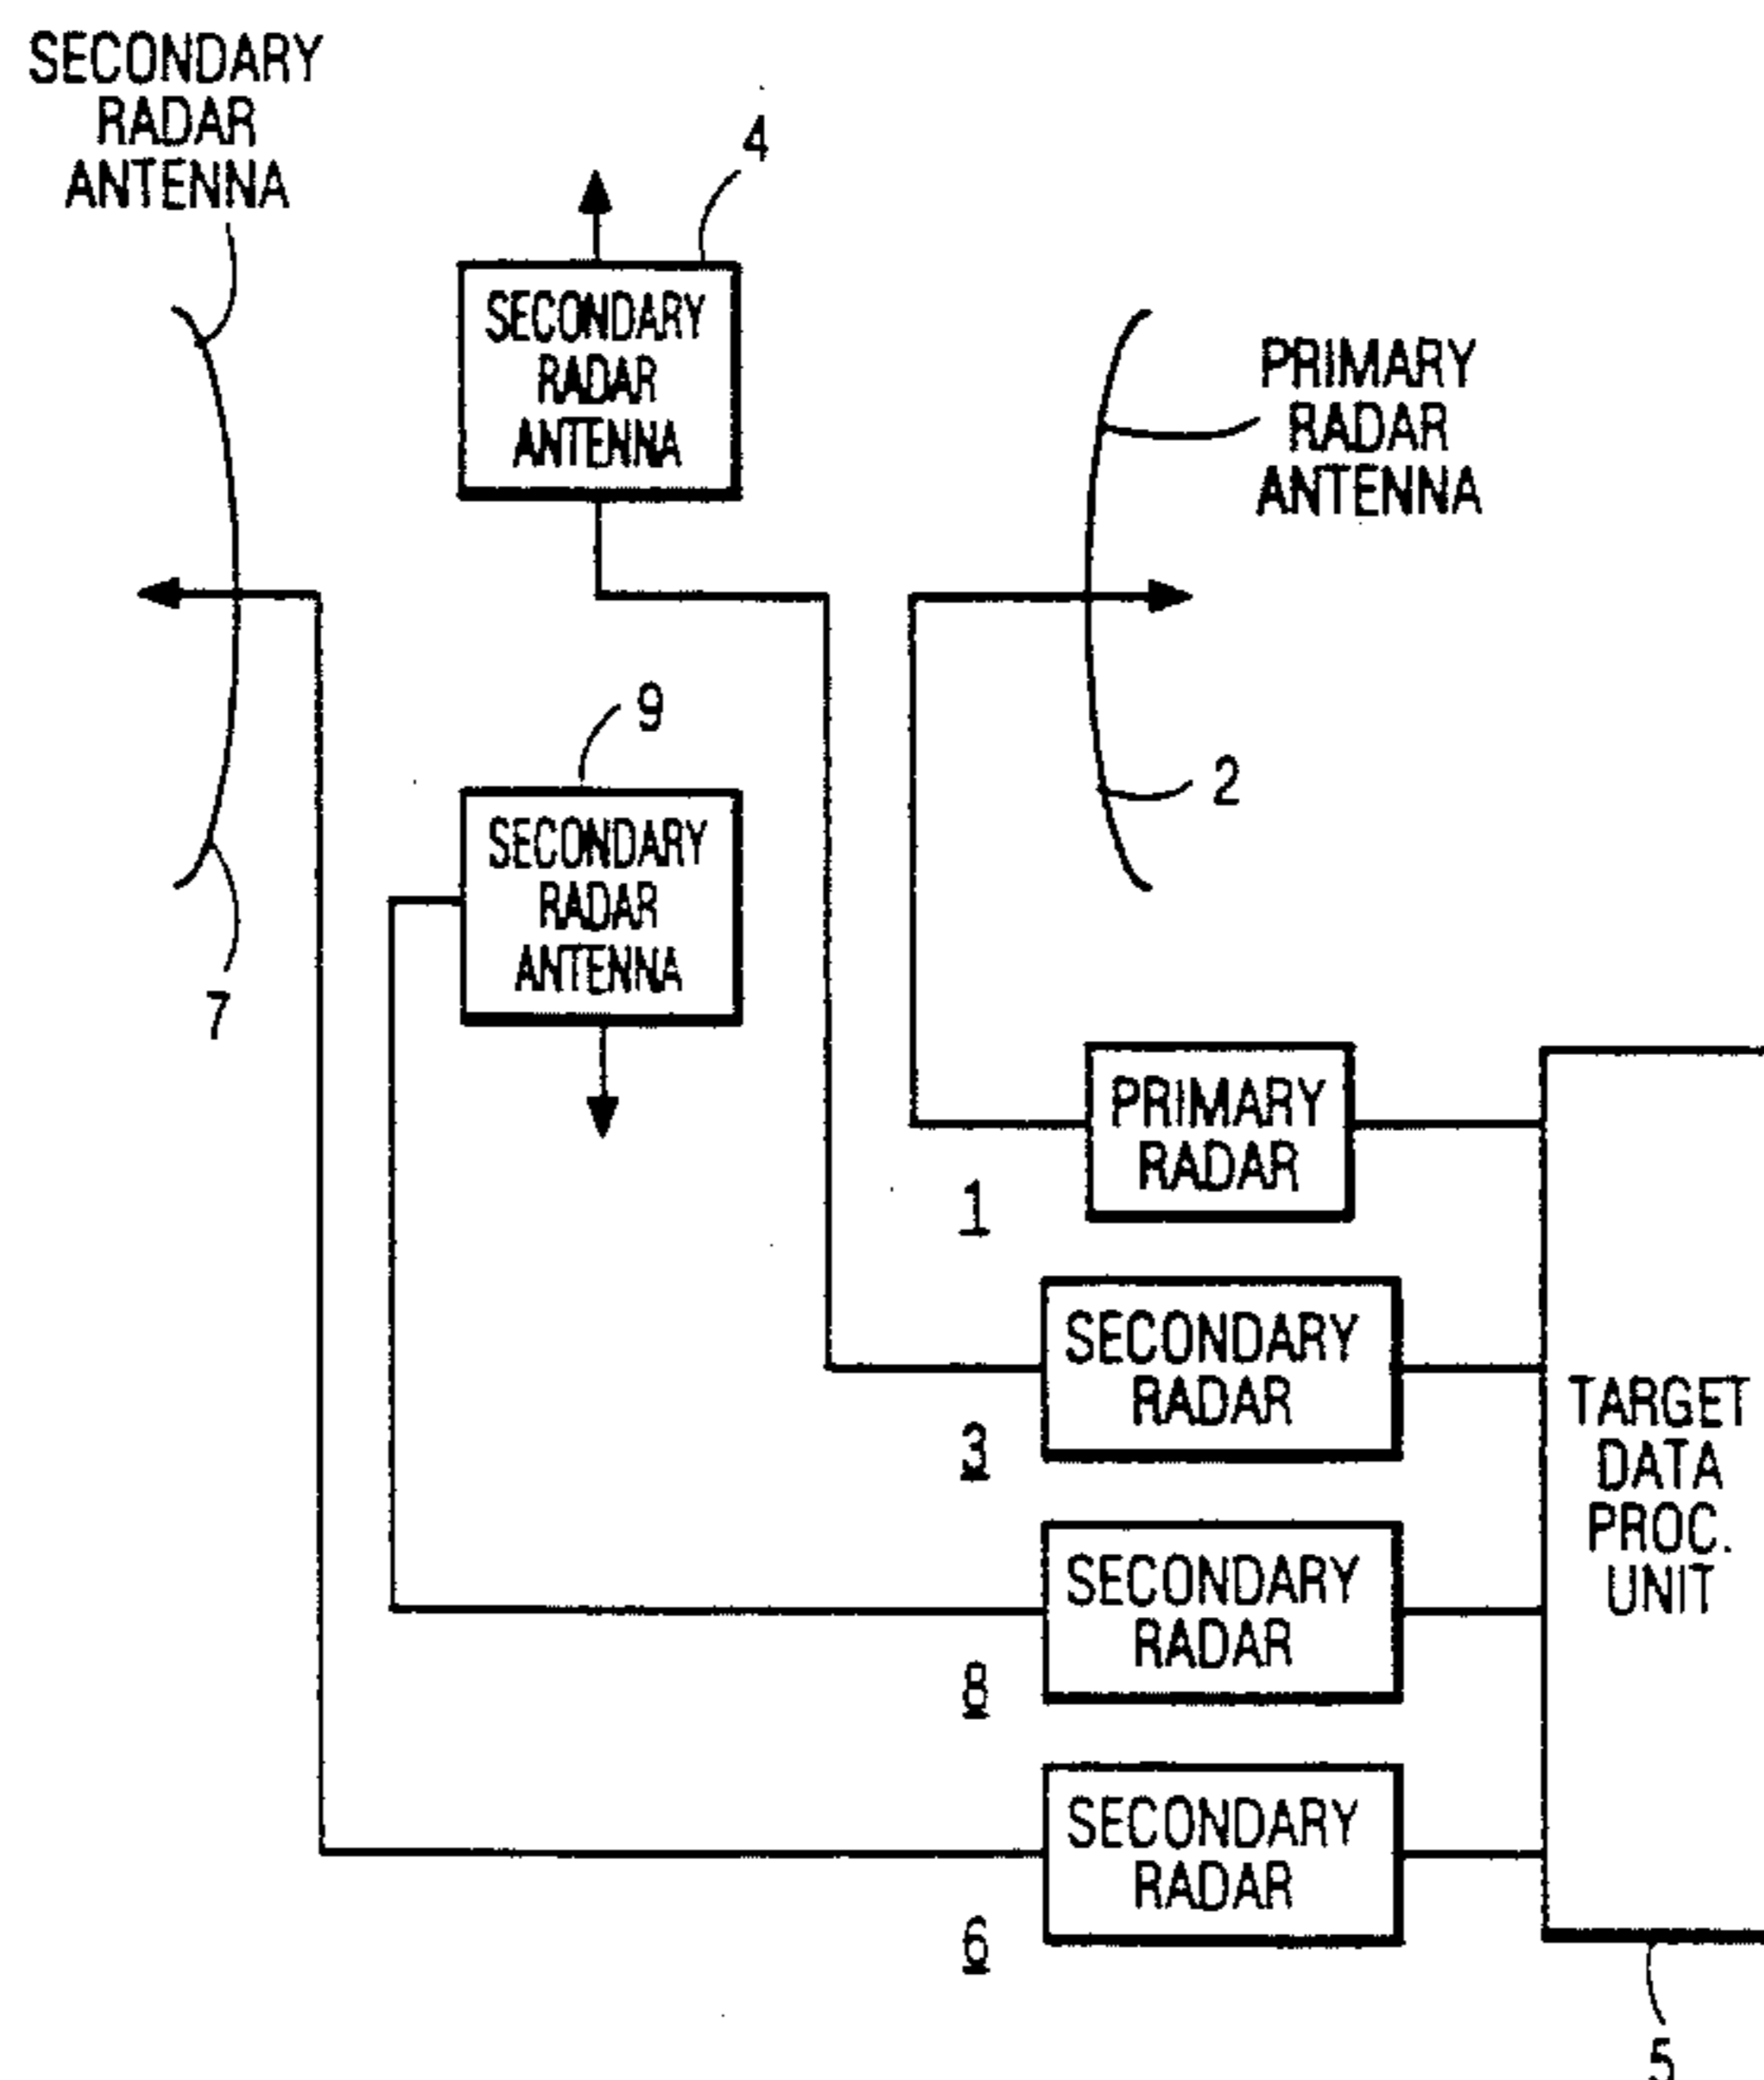 SECONDARY
RADAR
ANTENNA
4
SECONDARY
RADAR
ANTENNA
PRIMARY
RADAR
ANTENNA
9
2
SECONDARY
RADAR
ANTENNA
7
PRIMARY
RADAR
1
SECONDARY
RADAR
3
TARGET
DATA
PROC.
UNIT
SECONDARY
RADAR
8
SECONDARY
RADAR
6
5